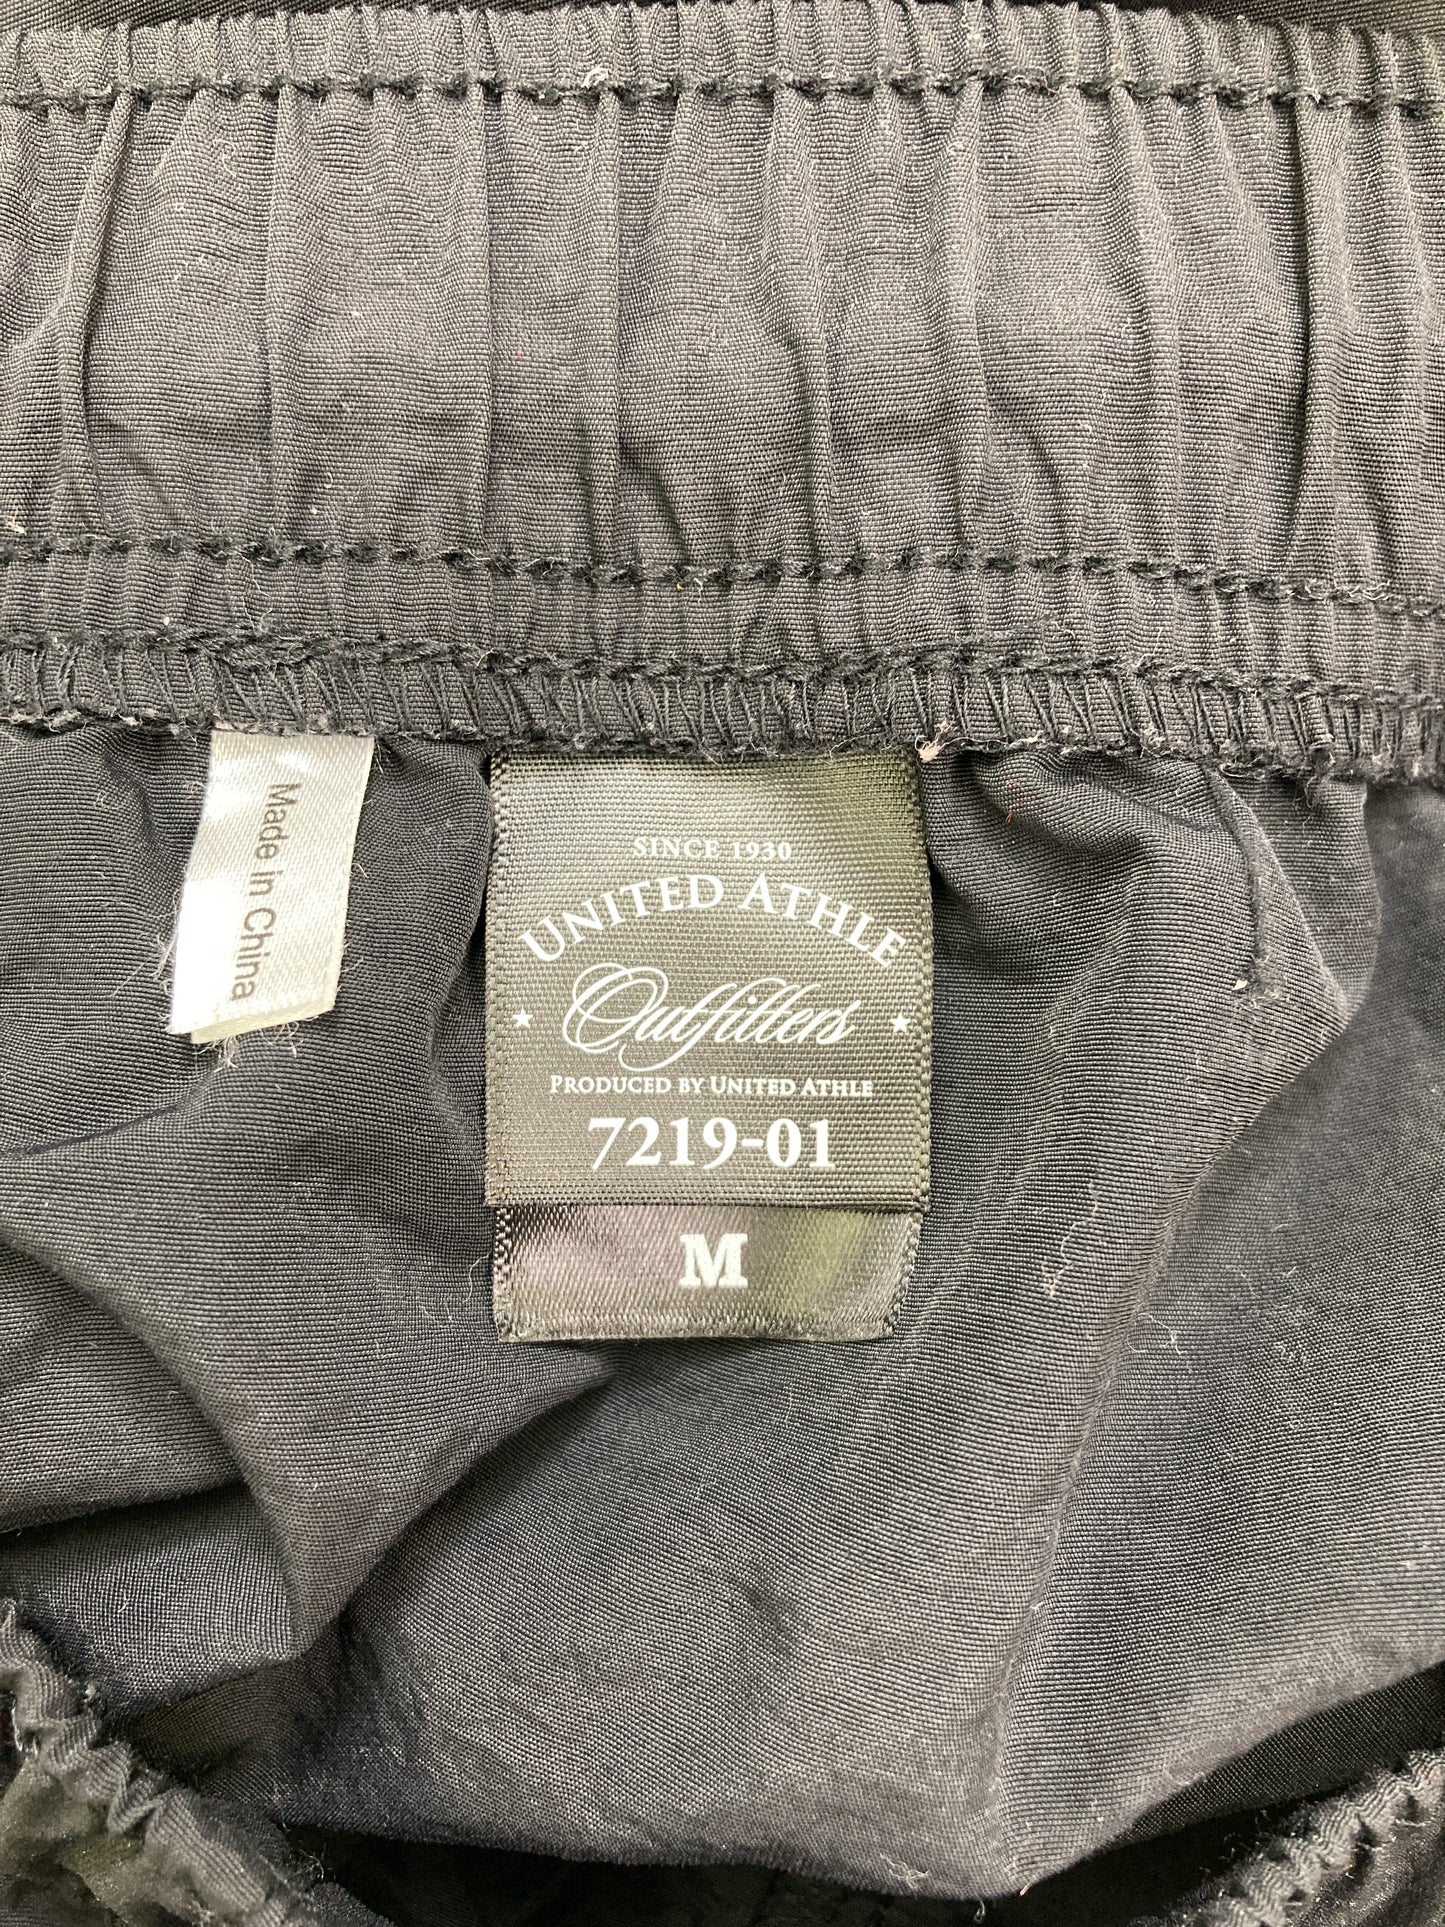 Made in China
SINCE 1930
UNITED ATHLE
Outfitters
PRODUCED BY UNITED ATHLE
7219-01
M